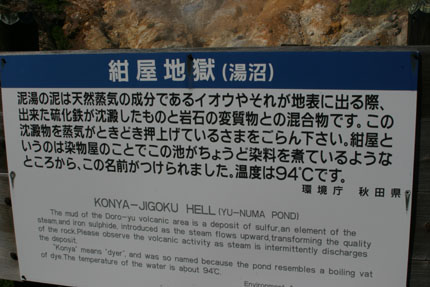 紺屋地獄(湯沼)
泥湯の泥は天然蒸気の成分であるイオウやそれが地表に出る際、
出来た硫化鉄が沈澱したものと岩石の変質物との混合物です。この
沈澱物を蒸気がときどき押上げているさまをごらん下さい。紺屋と
いうのは染物屋のことでこの池がちょうど染料を煮ているような
ところから、この名前がつけられました。温度は94℃です。
環境庁 秋田県
KONYA-JIGOKU HELL (YU-NUMA POND)
The mud of the Doro-yu volcanic area is a deposit of sulfur,an element of the
steam,and iron sulphide, introduced as the steam flows upward,transforming the quality
of the rock.Please observe the volcanic activity as steam is intermittently discharges
the deposit.
"Konya" means "dyer", and was so named because the pond resembles a boiling vat
of dye.The temperature of the water is about 94℃.